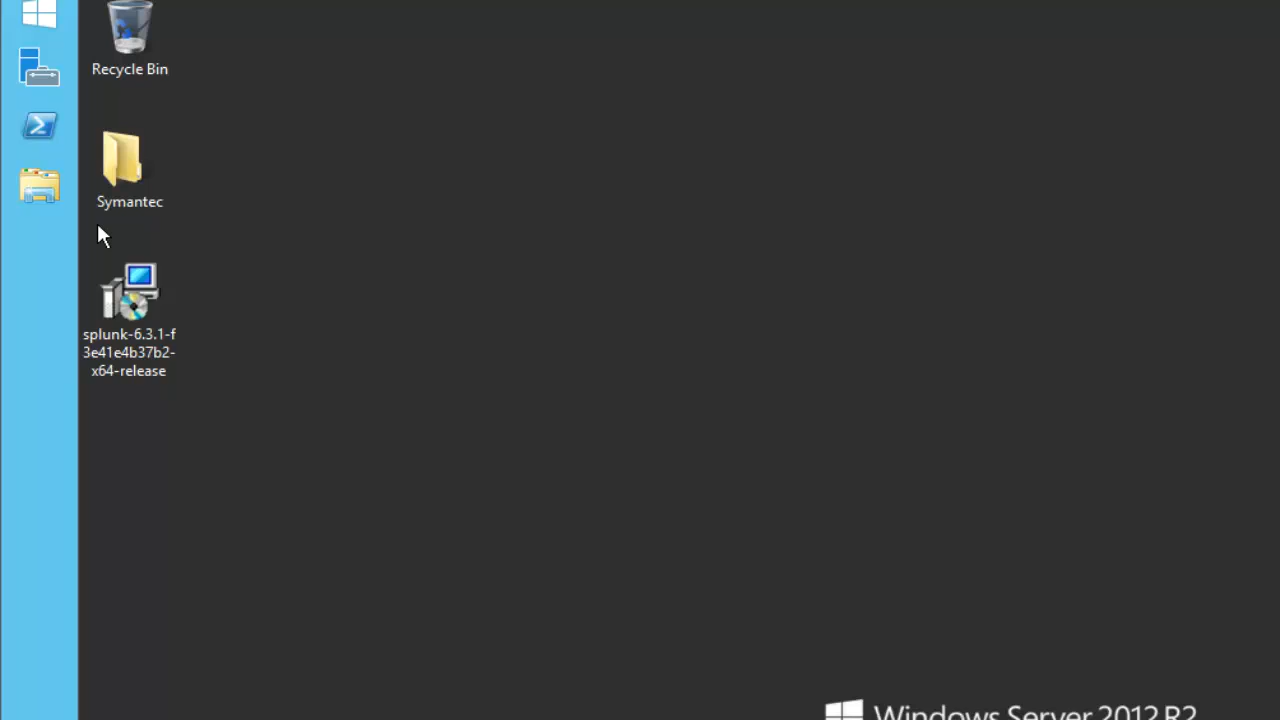 Recycle Bin
Symantec
splunk-6.3.1-f
3e41e4b37b2-
x64-release
Windows Server 2012 R2